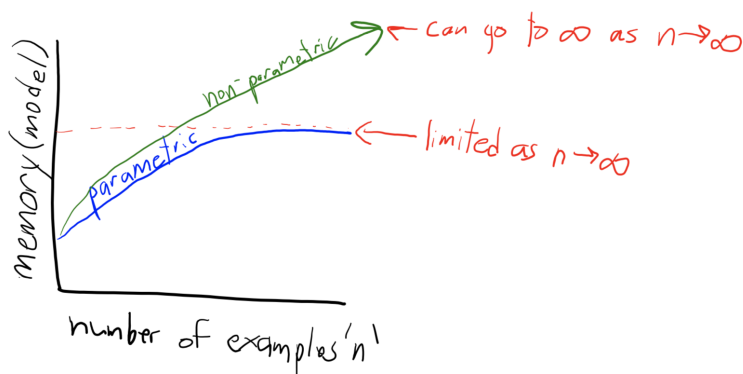 can go to ∞ as n→∞
non-parametric
parametric
limited as n→∞
memory(model)
number of examples 'n'